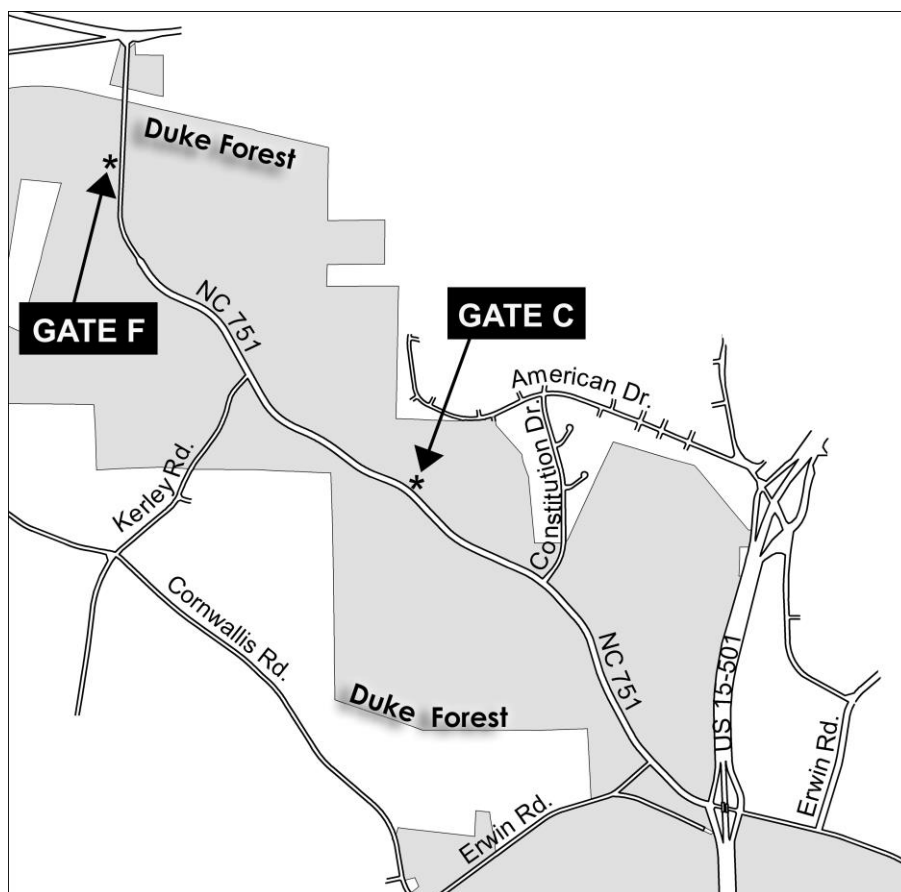 Duke Forest
*
GATE F
NC 751
GATE C
*
American Dr.
Constitution Dr.
Kerley Rd.
Cornwallis Rd.
NC 751
US 15-501
Duke Forest
Erwin Rd.
Erwin Rd.